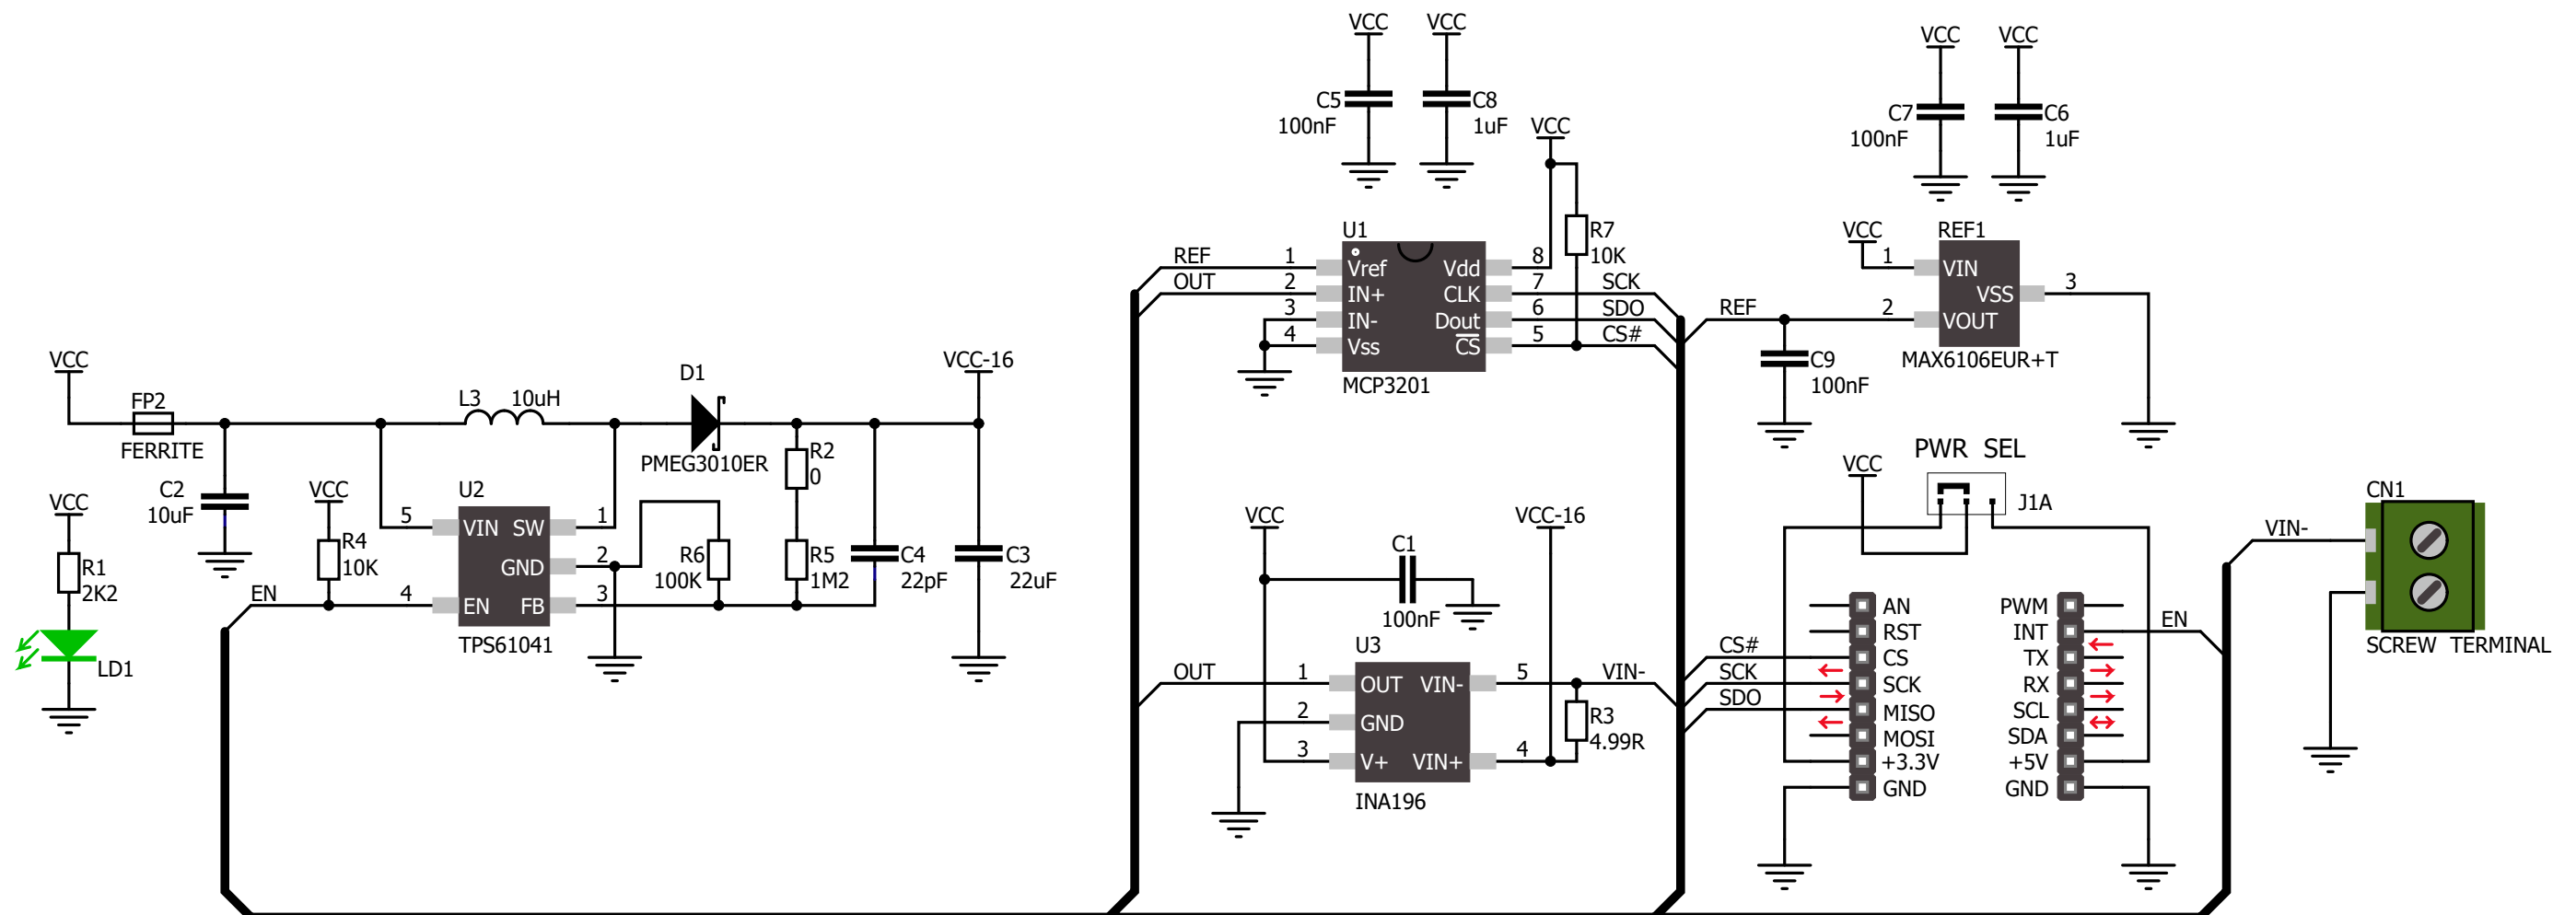 VCC
VCC
C5
100nF
C8
1uF
VCC
VCC
C7
100nF
C6
1uF
VCC
R7
10K
U1
REF 1 Vref Vdd 8
OUT 2 IN+ CLK 7 SCK
3 IN- Dout 6 SDO
4 Vss CS 5 CS#
MCP3201
VCC
REF1
1 VIN
VSS 3
REF 2 VOUT
MAX6106EUR+T
C9
100nF
VCC
FP2
FERRITE
C2
10uF
L3 10uH
D1
PMEG3010ER
VCC-16
R2
0
R5
1M2
C4
22pF
C3
22uF
R6
100K
VCC
R1
2K2
LD1
VCC
R4
10K
U2
5 VIN SW 1
GND 2
EN 4 EN FB 3
TPS61041
VCC
C1
100nF
VCC-16
U3
OUT 1 OUT VIN- 5 VIN-
2 GND
3 V+ VIN+ 4
INA196
R3
4.99R
PWR SEL
VCC
J1A
AN PWM
RST INT EN
CS# CS TX
SCK SCK RX
SDO MISO SCL
MOSI SDA
+3.3V +5V
GND GND
CN1
VIN-
SCREW TERMINAL